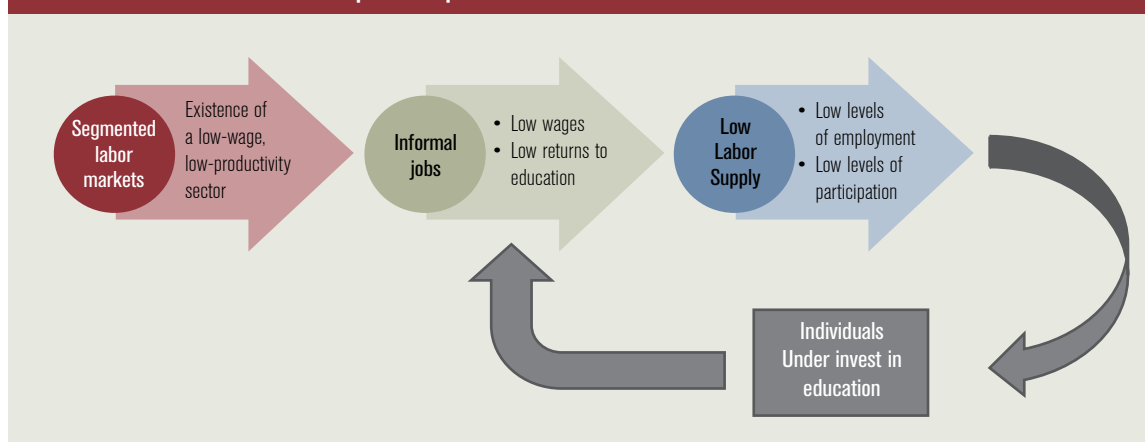 Segmented
labor
markets
Existence of
a low-wage,
low-productivity
sector
Informal
jobs
• Low wages
• Low returns to
education
Low
Labor
Supply
• Low levels
of employment
• Low levels of
participation
Individuals
Under invest in
education